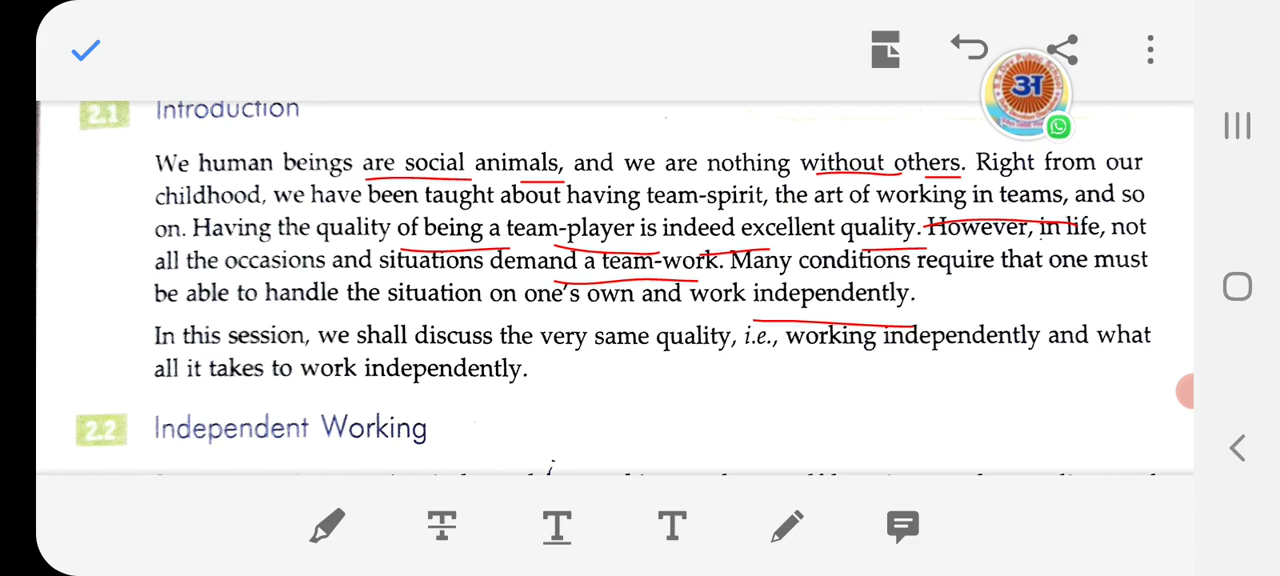 2.1 Introduction
We human beings are social animals, and we are nothing without others. Right from our
childhood, we have been taught about having team-spirit, the art of working in teams, and so
on. Having the quality of being a team-player is indeed excellent quality. However, in life, not
all the occasions and situations demand a team-work. Many conditions require that one must
be able to handle the situation on one's own and work independently.
In this session, we shall discuss the very same quality, i.e., working independently and what
all it takes to work independently.
2.2 Independent Working
अ
T
T
T